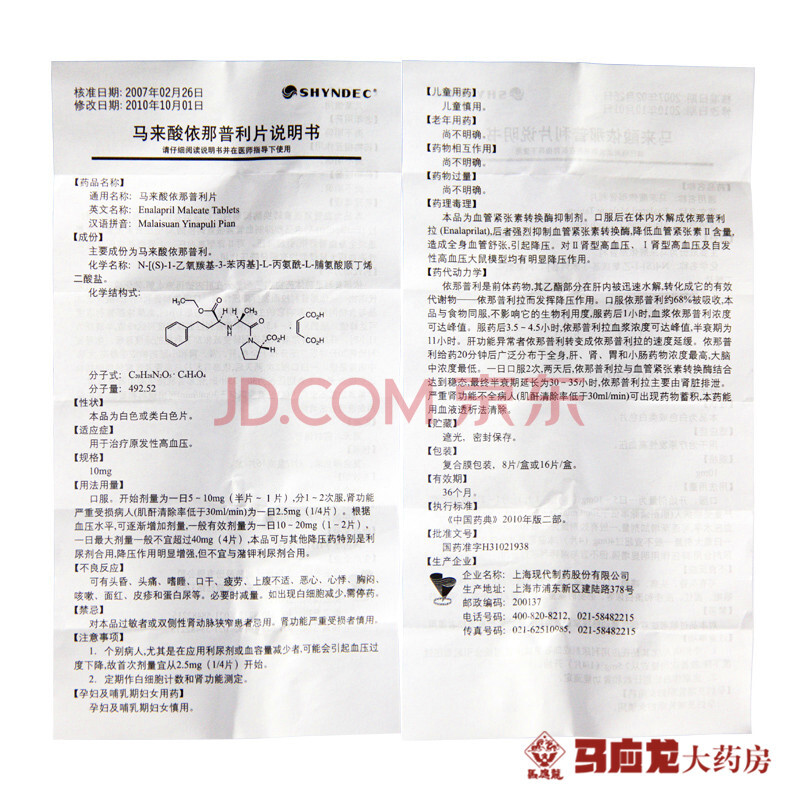 核准日期: 2007年02月26日
修改日期: 2010年10月01日
SHYNDEC®
马来酸依那普利片说明书
请仔细阅读说明书并在医师指导下使用
【药品名称】
通用名称: 马来酸依那普利片
英文名称: Enalapril Maleate Tablets
汉语拼音: Malaisuan Yinapuli Pian
【成份】
主要成份为马来酸依那普利。
化学名称: N-[(S)-1-乙氧羰基-3-苯丙基]-L-丙氨酰-L-脯氨酸顺丁烯
二酸盐。
化学结构式:
分子式: C₂₀H₂₈N₂O₅·C₄H₄O₄
分子量: 492.52
【性状】
本品为白色或类白色片。
【适应症】
用于治疗原发性高血压。
【规格】
10mg
【用法用量】
口服。开始剂量为一日5-10mg(半片-1片), 分1-2次服, 肾功能
严重受损病人(肌酐清除率低于30ml/min)为一日2.5mg (1/4片)。根据
血压水平, 可逐渐增加剂量, 一般有效剂量为一日10-20mg (1-2片),
一日最大剂量一般不宜超过40mg (4片), 本品可与其他降压药特别是利
尿剂合用, 降压作用明显增强, 但不宜与潴钾利尿剂合用。
【不良反应】
可有头昏、头痛、嗜睡、口干、疲劳、上腹不适、恶心、心悸、胸闷、
咳嗽、面红、皮疹和蛋白尿等。必要时减量。如出现白细胞减少, 需停药。
【禁忌】
对本品过敏者或双侧性肾动脉狭窄患者忌用。肾功能严重受损者慎用。
【注意事项】
1. 个别病人, 尤其是在应用利尿剂或血容量减少者, 可能会引起血压过
度下降, 故首次剂量宜从2.5mg (1/4片) 开始。
2. 定期作白细胞计数和肾功能测定。
【孕妇及哺乳期妇女用药】
孕妇及哺乳期妇女慎用。
【儿童用药】
儿童慎用。
【老年用药】
尚不明确。
【药物相互作用】
尚不明确。
【药物过量】
尚不明确。
【药理毒理】
本品为血管紧张素转换酶抑制剂。口服后在体内水解成依那普利
拉 (Enalaprilat), 后者强烈抑制血管紧张素转换酶, 降低血管紧张素Ⅱ含量,
造成全身血管舒张, 引起降压。对Ⅱ肾型高血压、Ⅰ肾型高血压及自发
性高血压大鼠模型均有明显降压作用。
【药代动力学】
依那普利是前体药物, 其乙酯部分在肝内被迅速水解, 转化成它的有效
代谢物——依那普利拉而发挥降压作用。口服依那普利约68%被吸收, 本
品与食物同服, 不影响它的生物利用度, 服药后1小时, 血浆依那普利浓度
可达峰值。服药后3.5-4.5小时, 依那普利拉血浆浓度可达峰值, 半衰期为
11小时。肝功能异常者依那普利转变成依那普利拉的速度延缓。依那普
利给药20分钟后广泛分布于全身, 肝、肾、胃和小肠药物浓度最高, 大脑
中浓度最低。一日口服2次, 两天后, 依那普利拉与血管紧张素转换酶结合
达到稳态, 最终半衰期延长为30-35小时, 依那普利拉主要由肾脏排泄。
严重肾功能不全病人(肌酐清除率低于30ml/min)可出现药物蓄积, 本药能
用血液透析法清除。
【贮藏】
遮光, 密封保存。
【包装】
复合膜包装, 8片/盒或16片/盒。
【有效期】
36个月。
【执行标准】
《中国药典》2010年版二部。
【批准文号】
国药准字H31021938
【生产企业】
企业名称: 上海现代制药股份有限公司
生产地址: 上海市浦东新区建陆路378号
邮政编码: 200137
电话号码: 400-820-8212, 021-58482215
传真号码: 021-62510985, 021-58482215
JD.COM 京东
马应龙大药房